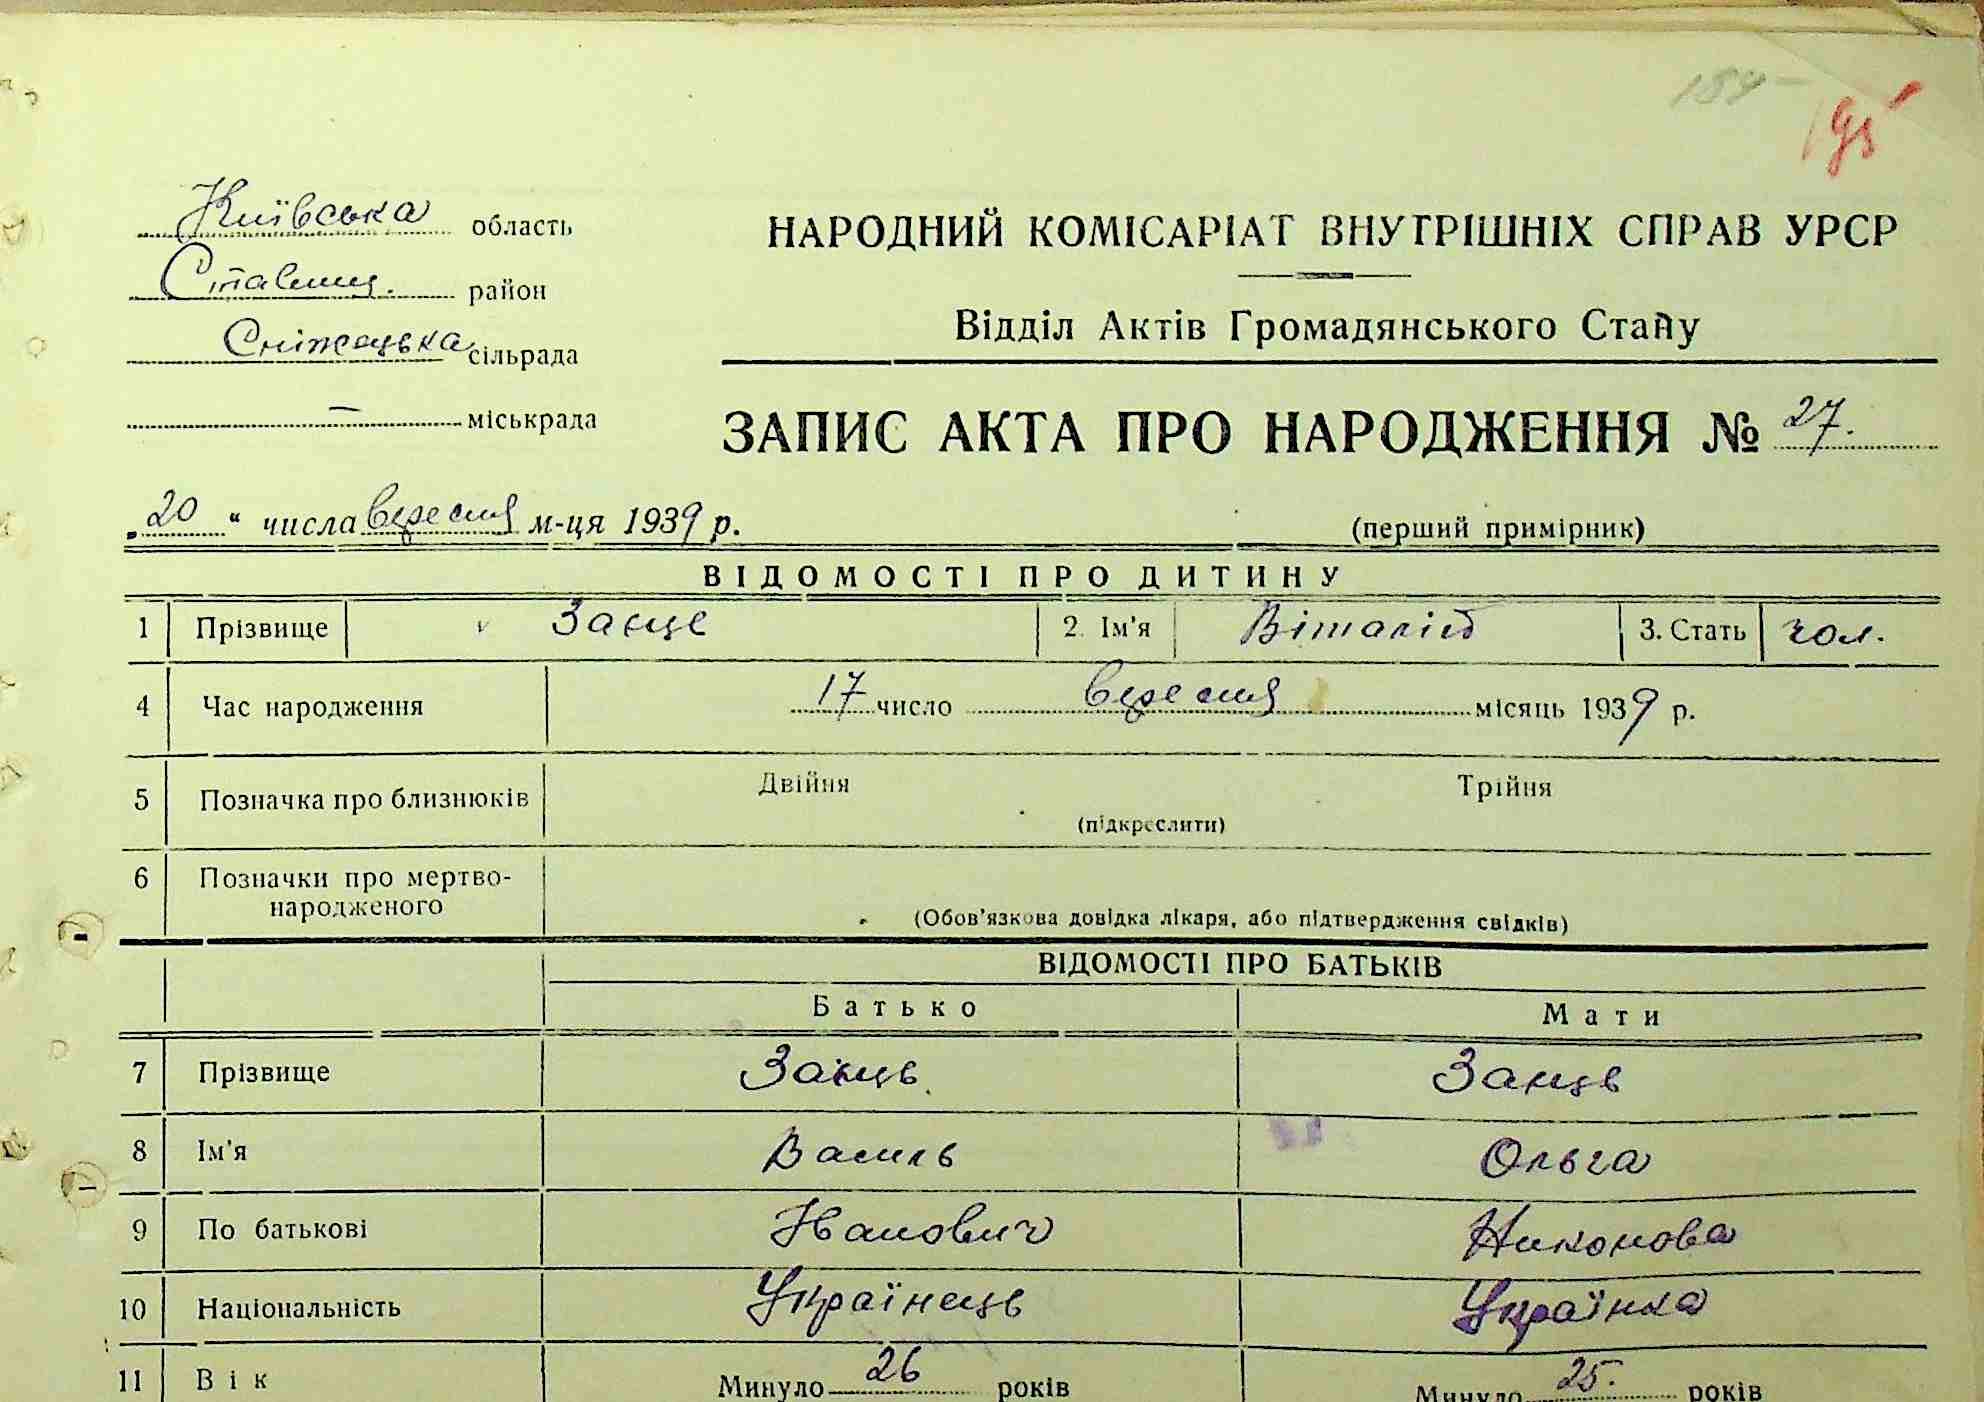 184
195
Київська область
НАРОДНИЙ КОМІСАРІАТ ВНУТРІШНІХ СПРАВ УРСР
Ставищ. район
Відділ Актів Громадянського Стану
Сніжецька сільрада
— міськрада
ЗАПИС АКТА ПРО НАРОДЖЕННЯ № 27.
„20" числа вересня м-ця 1939 р.
(перший примірник)
ВІДОМОСТІ ПРО ДИТИНУ
1 Прізвище Заяце 2. Ім'я Віталій 3. Стать чол.
4 Час народження 17 число вересня місяць 1939 р.
5 Позначка про близнюків Двійня Трійня
(підкреслити)
6 Позначки про мертво-
народженого
(Обов'язкова довідка лікаря, або підтвердження свідків)
ВІДОМОСТІ ПРО БАТЬКІВ
Батько Мати
7 Прізвище Заяць Заяць
8 Ім'я Василь Ольга
9 По батькові Іванович Никонова
10 Національність Українець Українка
11 Вік Минуло 26 років Минуло 25. років